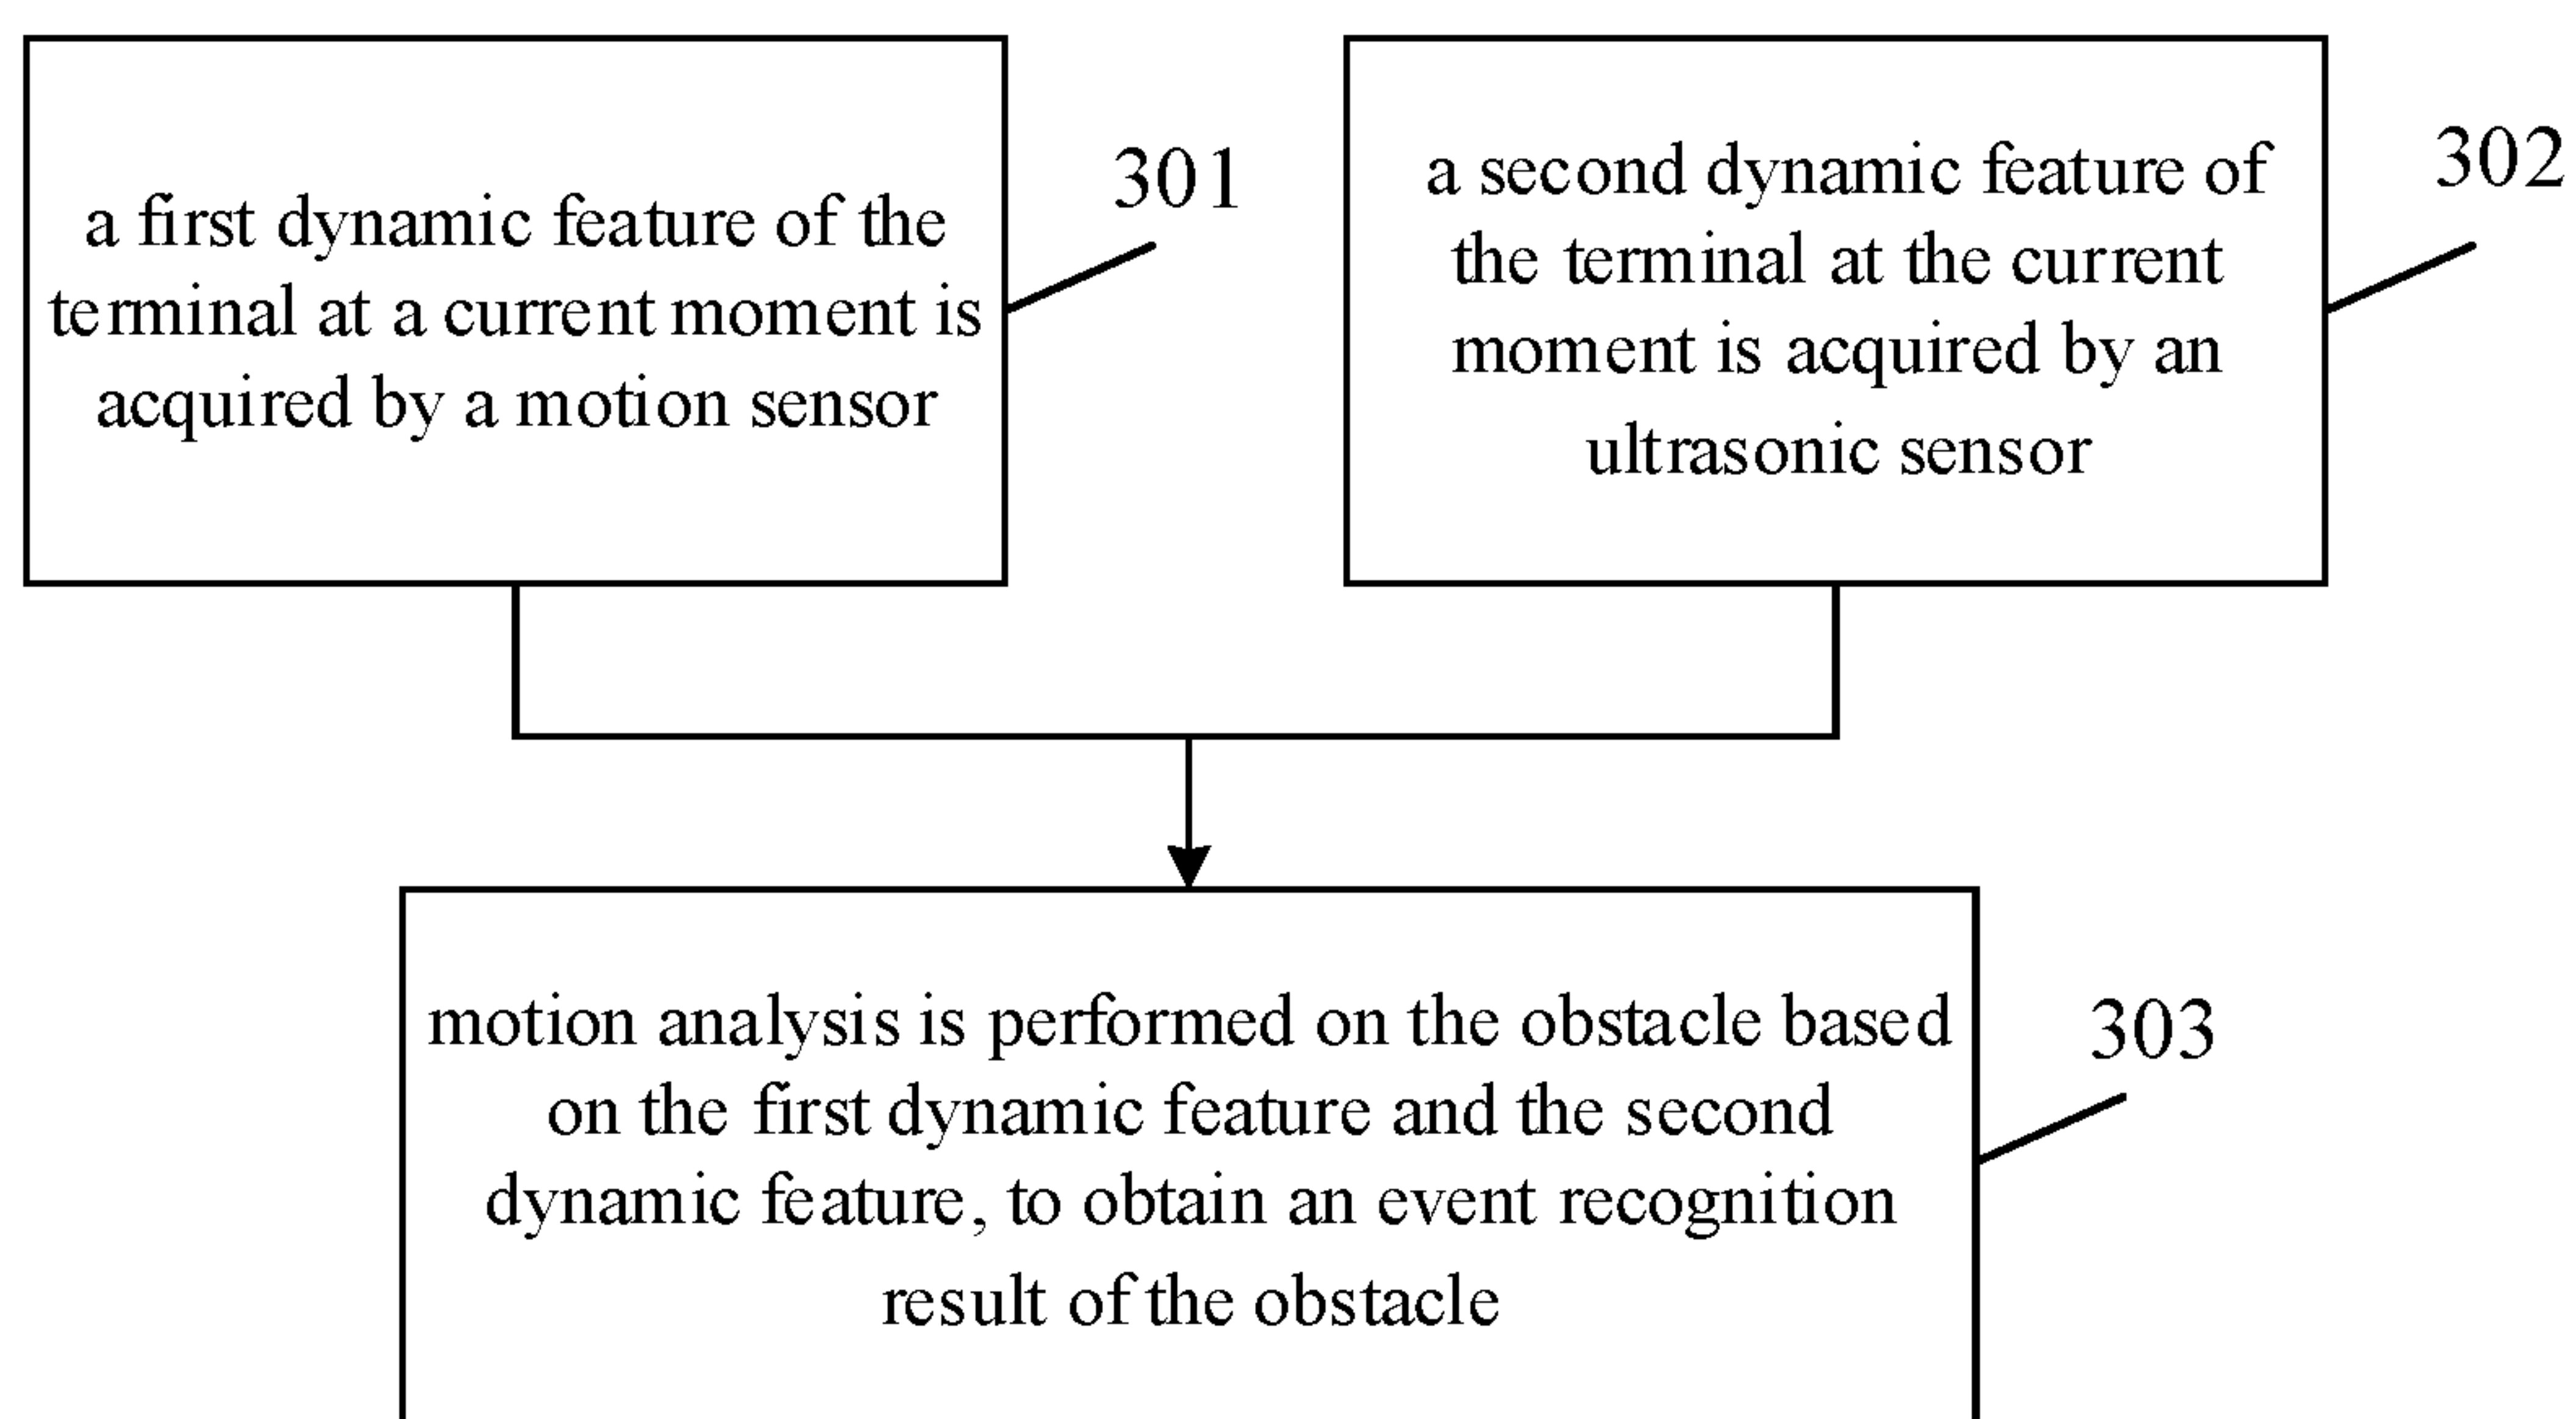 a first dynamic feature of the
terminal at a current moment is
acquired by a motion sensor
301
a second dynamic feature of
the terminal at the current
moment is acquired by an
ultrasonic sensor
302
motion analysis is performed on the obstacle based
on the first dynamic feature and the second
dynamic feature, to obtain an event recognition
result of the obstacle
303